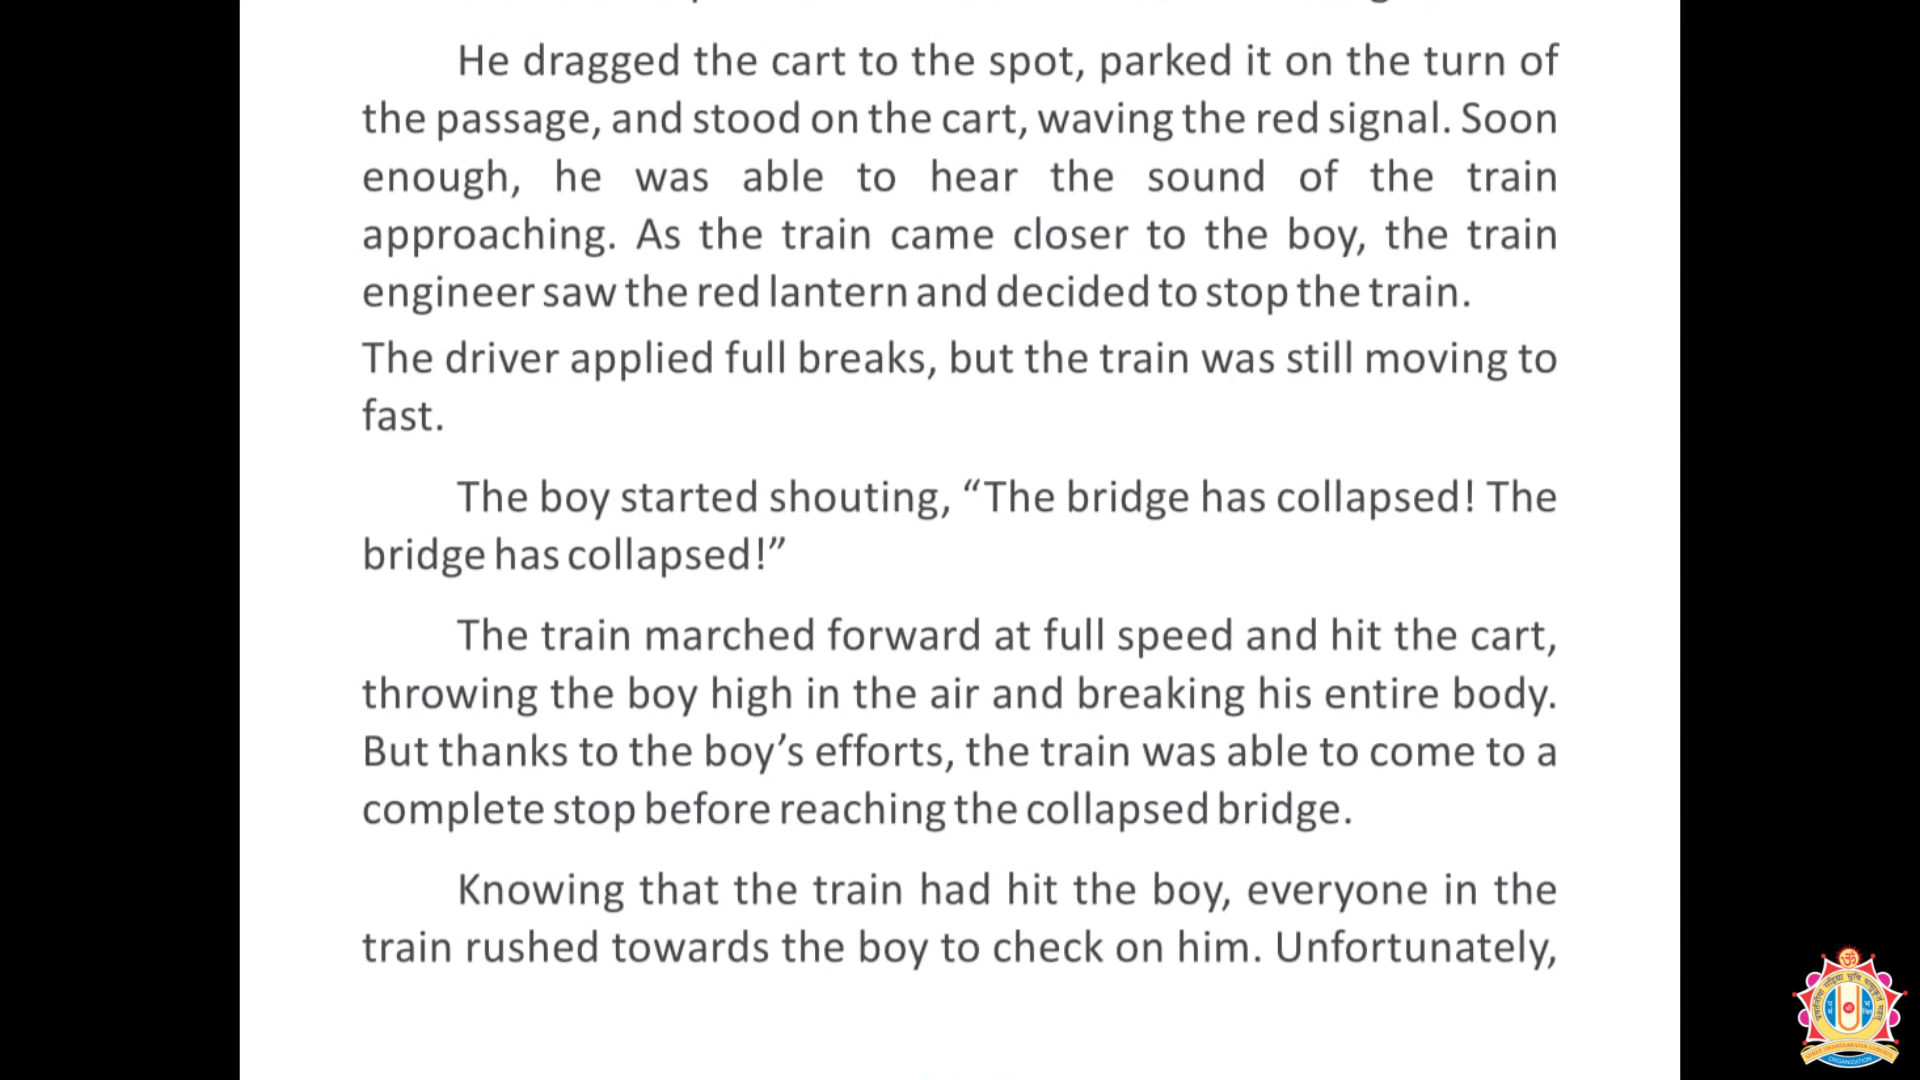 He dragged the cart to the spot, parked it on the turn of
the passage, and stood on the cart, waving the red signal. Soon
enough, he was able to hear the sound of the train
approaching. As the train came closer to the boy, the train
engineer saw the red lantern and decided to stop the train.
The driver applied full breaks, but the train was still moving to
fast.
The boy started shouting, “The bridge has collapsed! The
bridge has collapsed!”
The train marched forward at full speed and hit the cart,
throwing the boy high in the air and breaking his entire body.
But thanks to the boy’s efforts, the train was able to come to a
complete stop before reaching the collapsed bridge.
Knowing that the train had hit the boy, everyone in the
train rushed towards the boy to check on him. Unfortunately,
ORGANIZATION